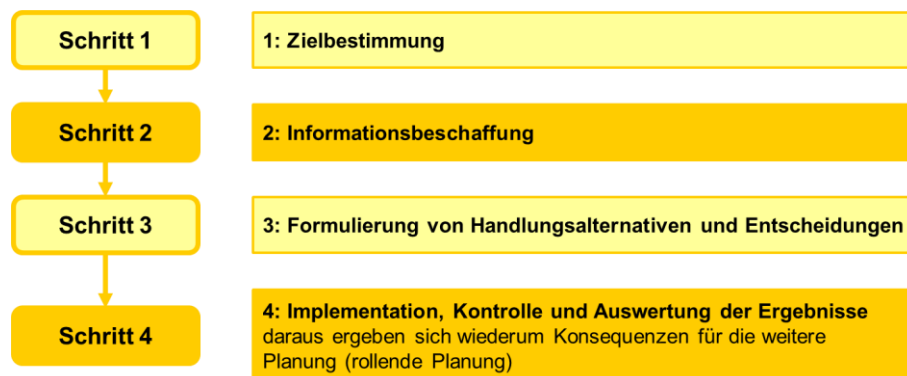 Schritt 1
1: Zielbestimmung
Schritt 2
2: Informationsbeschaffung
Schritt 3
3: Formulierung von Handlungsalternativen und Entscheidungen
Schritt 4
4: Implementation, Kontrolle und Auswertung der Ergebnisse
daraus ergeben sich wiederum Konsequenzen für die weitere
Planung (rollende Planung)